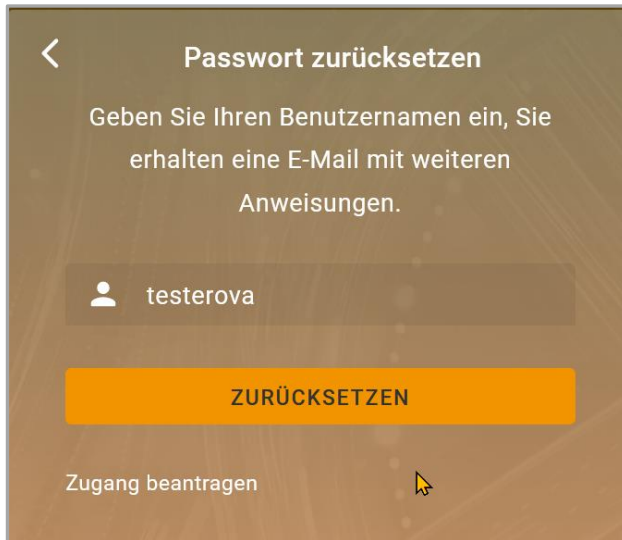 Passwort zurücksetzen
Geben Sie Ihren Benutzernamen ein, Sie
erhalten eine E-Mail mit weiteren
Anweisungen.
testerova
ZURÜCKSETZEN
Zugang beantragen